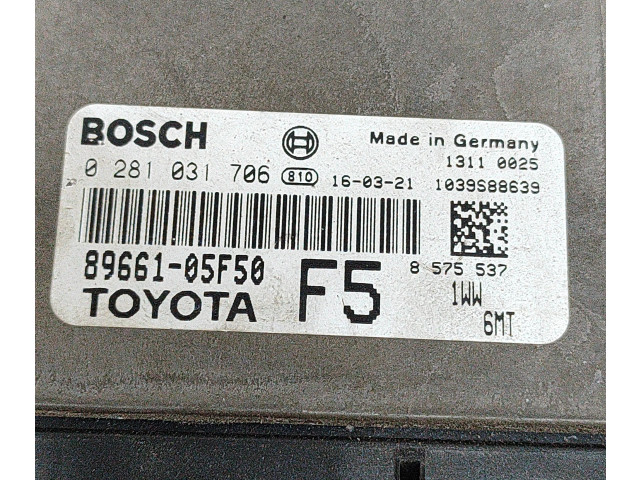 BOSCH
Made in Germany
1311 0025
0 281 031 706 810 16-03-21 1039S88639
89661-05F50
F5
8 575 537
TOYOTA
1WW
6MT